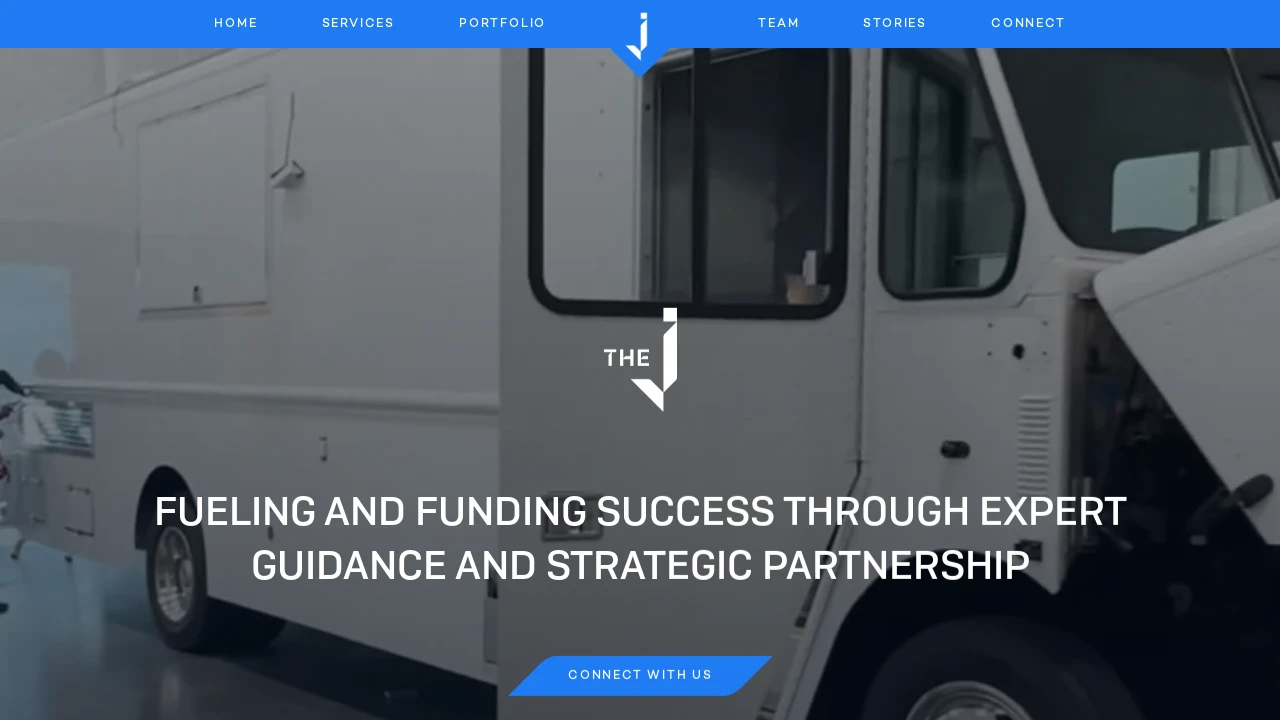 HOME SERVICES PORTFOLIO TEAM STORIES CONNECT
THE J
FUELING AND FUNDING SUCCESS THROUGH EXPERT
GUIDANCE AND STRATEGIC PARTNERSHIP
CONNECT WITH US